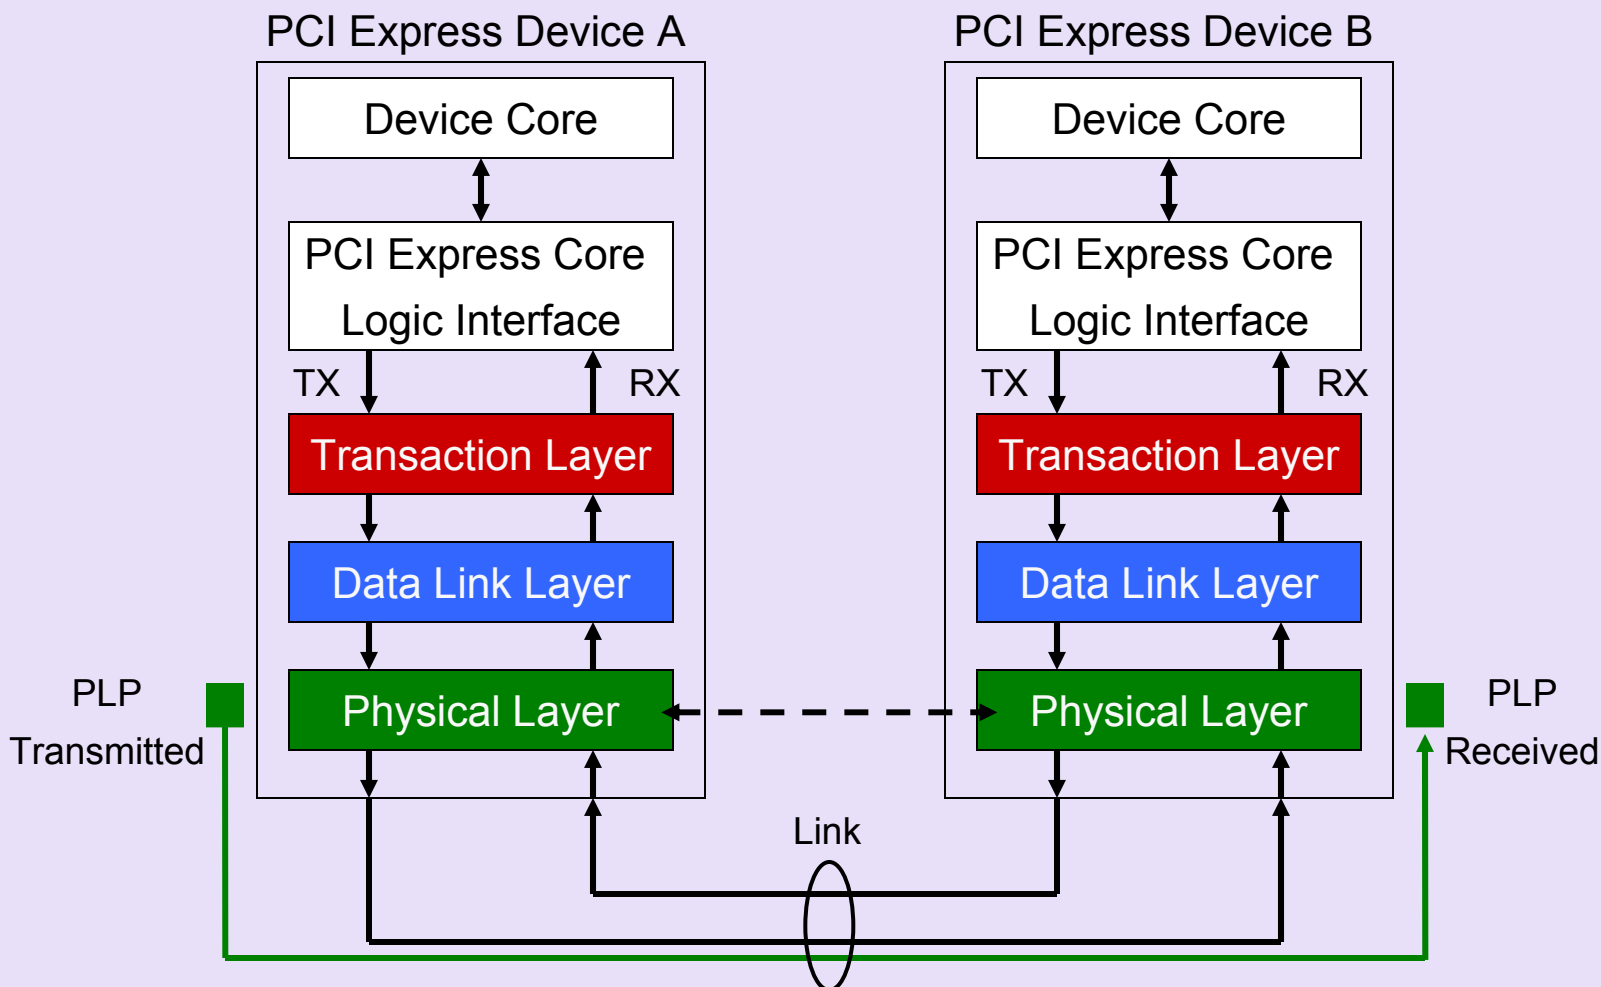 PCI Express Device A
PCI Express Device B
Device Core
Device Core
PCI Express Core
Logic Interface
PCI Express Core
Logic Interface
TX
RX
TX
RX
Transaction Layer
Transaction Layer
Data Link Layer
Data Link Layer
PLP
Transmitted
Physical Layer
Physical Layer
PLP
Received
Link